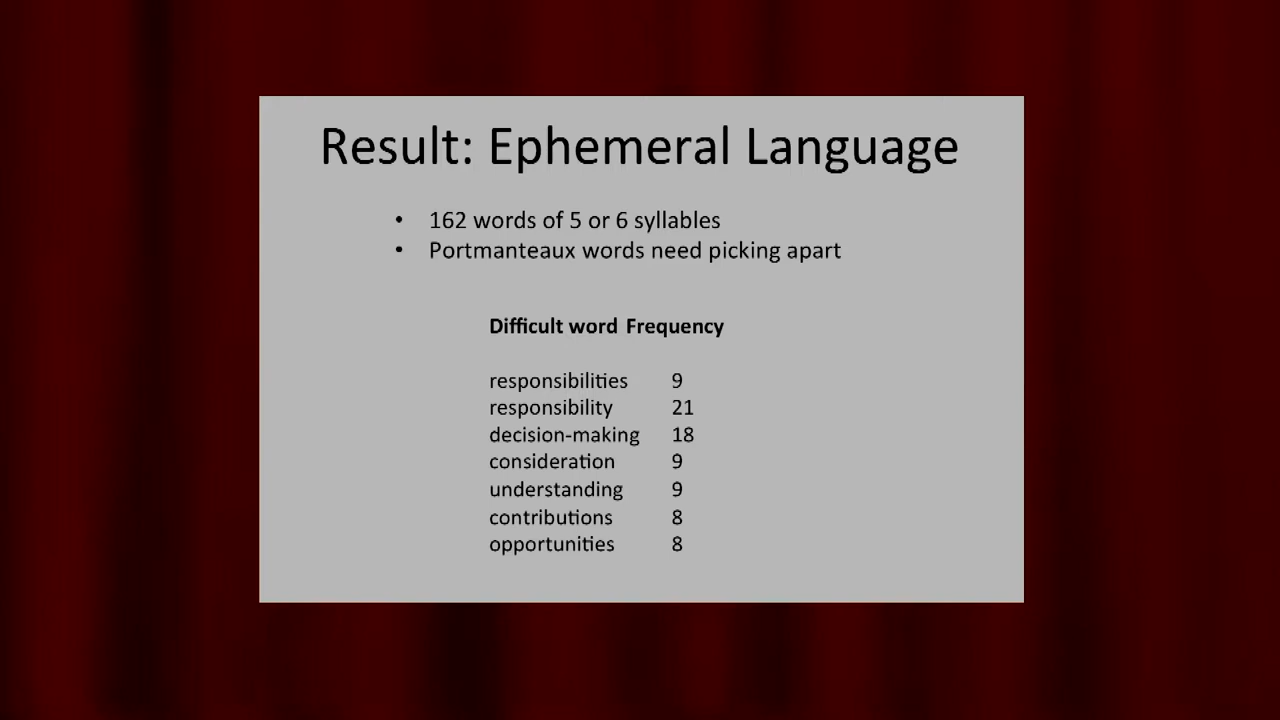 Result: Ephemeral Language
• 162 words of 5 or 6 syllables
• Portmanteaux words need picking apart
Difficult word Frequency
responsibilities 9
responsibility 21
decision-making 18
consideration 9
understanding 9
contributions 8
opportunities 8